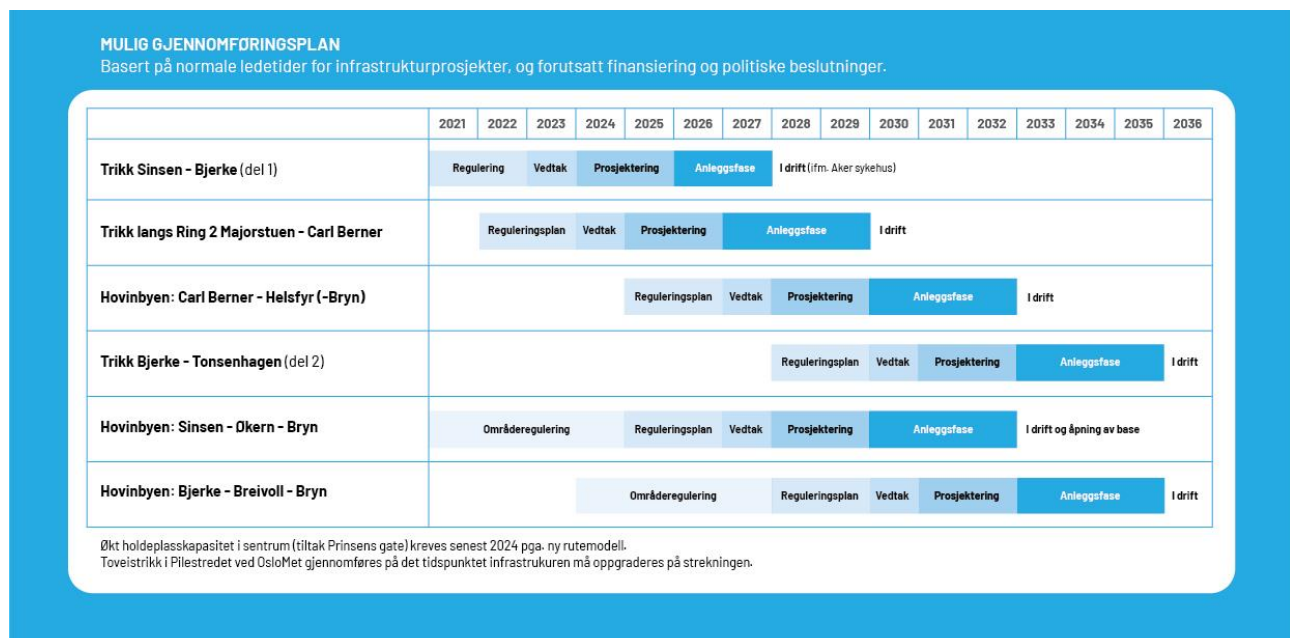 MULIG GJENNOMFØRINGSPLAN
Basert på normale ledetider for infrastrukturprosjekter, og forutsatt finansiering og politiske beslutninger.
2021 2022 2023 2024 2025 2026 2027 2028 2029 2030 2031 2032 2033 2034 2035 2036
Trikk Sinsen - Bjerke (del 1) Regulering Vedtak Prosjektering Anleggsfase I drift (ifm. Aker sykehus)
Trikk langs Ring 2 Majorstuen - Carl Berner Reguleringsplan Vedtak Prosjektering Anleggsfase I drift
Hovinbyen: Carl Berner - Helsfyr (-Bryn) Reguleringsplan Vedtak Prosjektering Anleggsfase I drift
Trikk Bjerke - Tonsenhagen (del 2) Reguleringsplan Vedtak Prosjektering Anleggsfase I drift
Hovinbyen: Sinsen - Økern - Bryn Områderegulering Reguleringsplan Vedtak Prosjektering Anleggsfase I drift og åpning av base
Hovinbyen: Bjerke - Breivoll - Bryn Områderegulering Reguleringsplan Vedtak Prosjektering Anleggsfase I drift
Økt holdeplasskapasitet i sentrum (tiltak Prinsens gate) kreves senest 2024 pga. ny rutemodell.
Toveistrikk i Pilestredet ved OsloMet gjennomføres på det tidspunktet infrastrukuren må oppgraderes på strekningen.